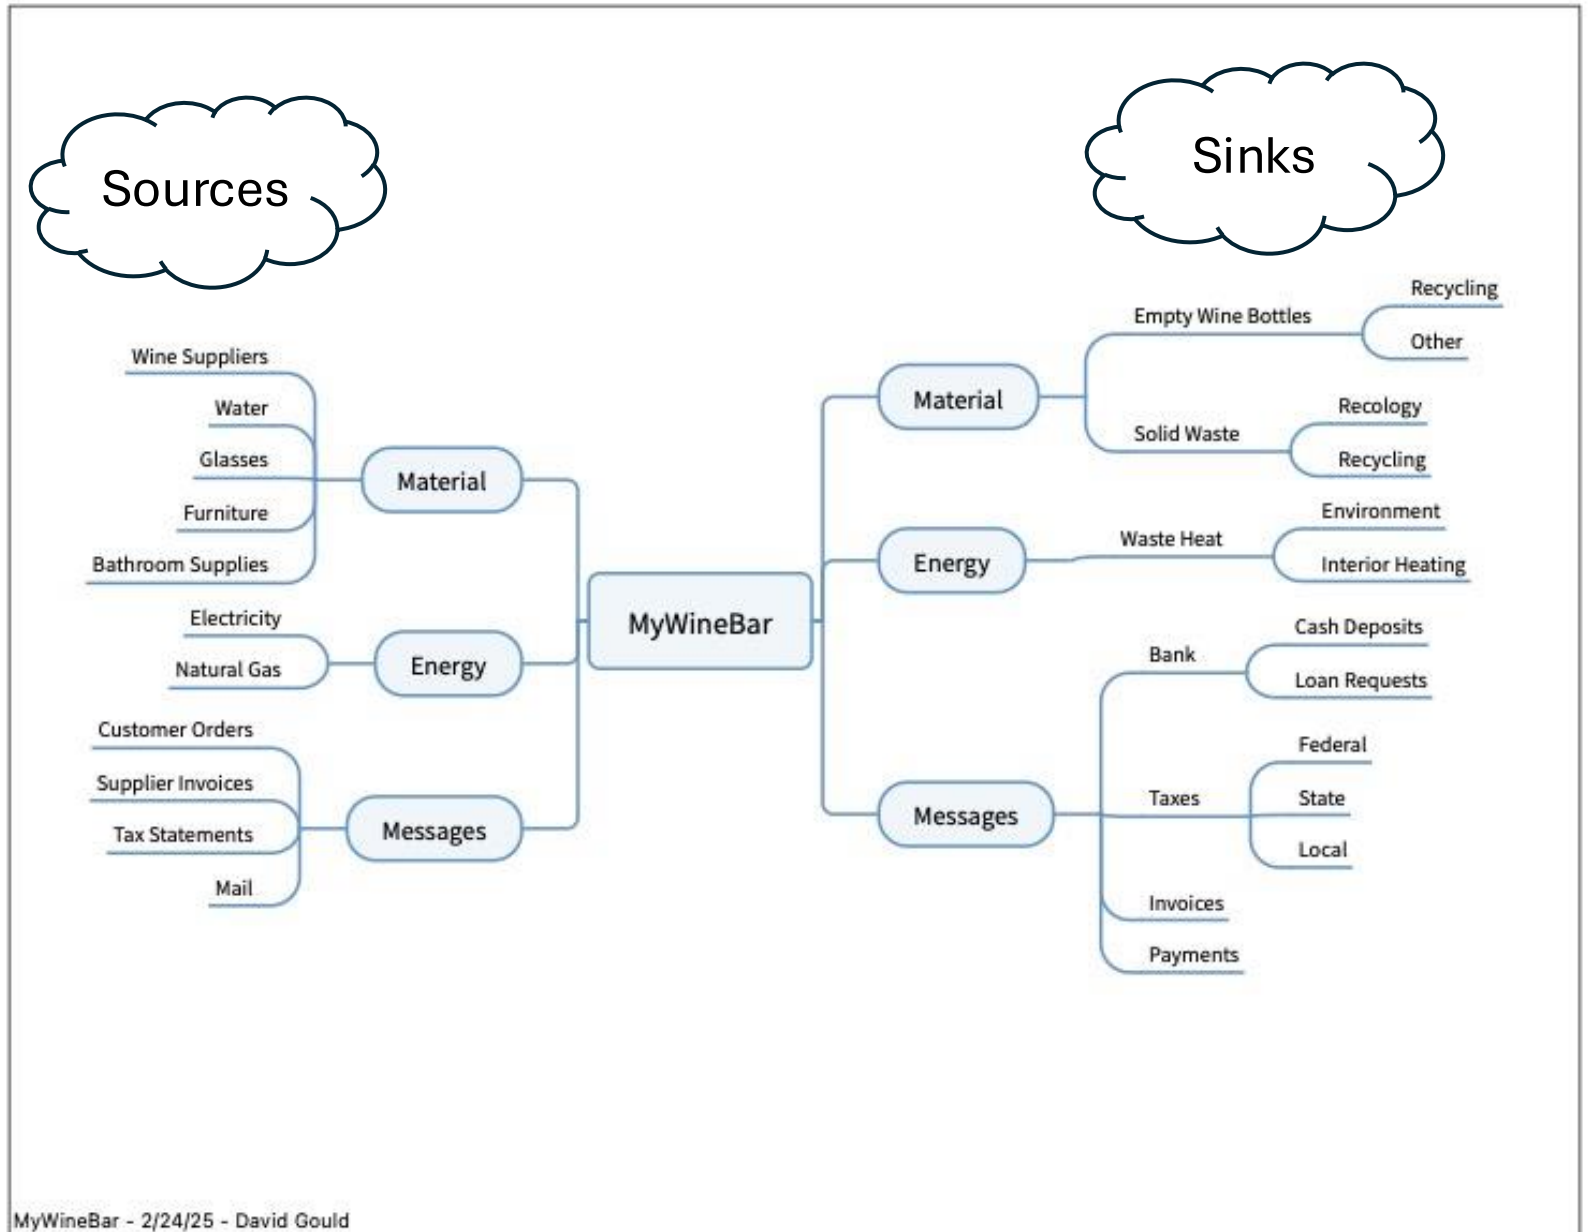 Sources
Sinks
Wine Suppliers
Water
Glasses
Furniture
Bathroom Supplies
Material
Electricity
Natural Gas
Energy
Customer Orders
Supplier Invoices
Tax Statements
Mail
Messages
MyWineBar
Material
Empty Wine Bottles
Recycling
Other
Solid Waste
Recology
Recycling
Energy
Waste Heat
Environment
Interior Heating
Messages
Bank
Cash Deposits
Loan Requests
Taxes
Federal
State
Local
Invoices
Payments
MyWineBar - 2/24/25 - David Gould